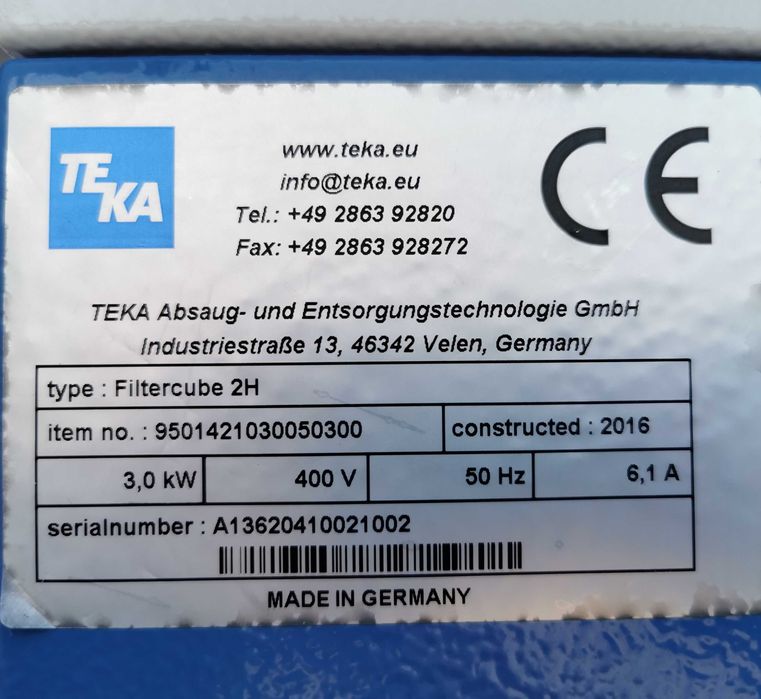 TEKA
www.teka.eu
info@teka.eu
Tel.: +49 2863 92820
Fax: +49 2863 928272
CE
TEKA Absaug- und Entsorgungstechnologie GmbH
Industriestraße 13, 46342 Velen, Germany
type : Filtercube 2H
item no. : 9501421030050300 constructed : 2016
3,0 kW 400 V 50 Hz 6,1 A
serialnumber : A13620410021002
MADE IN GERMANY